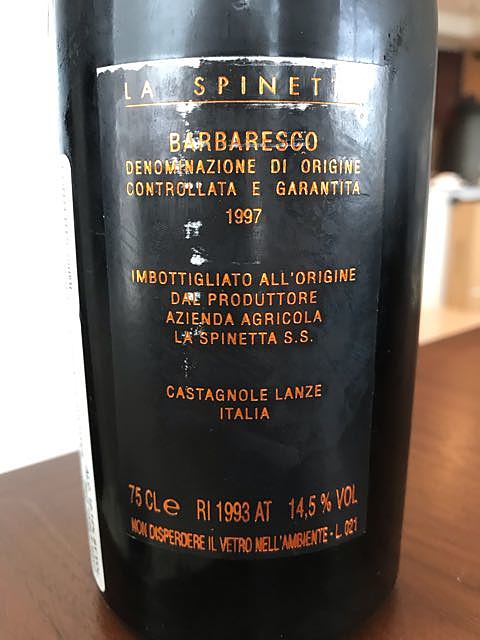 LA SPINETT
BARBARESCO
DENOMINAZIONE DI ORIGINE
CONTROLLATA E GARANTITA
1997
IMBOTTIGLIATO ALL'ORIGINE
DAL PRODUTTORE
AZIENDA AGRICOLA
LA SPINETTA S.S.
CASTAGNOLE LANZE
ITALIA
75 CL e RI 1993 AT 14,5 % VOL
NON DISPERDERE IL VETRO NELL'AMBIENTE - L. 021